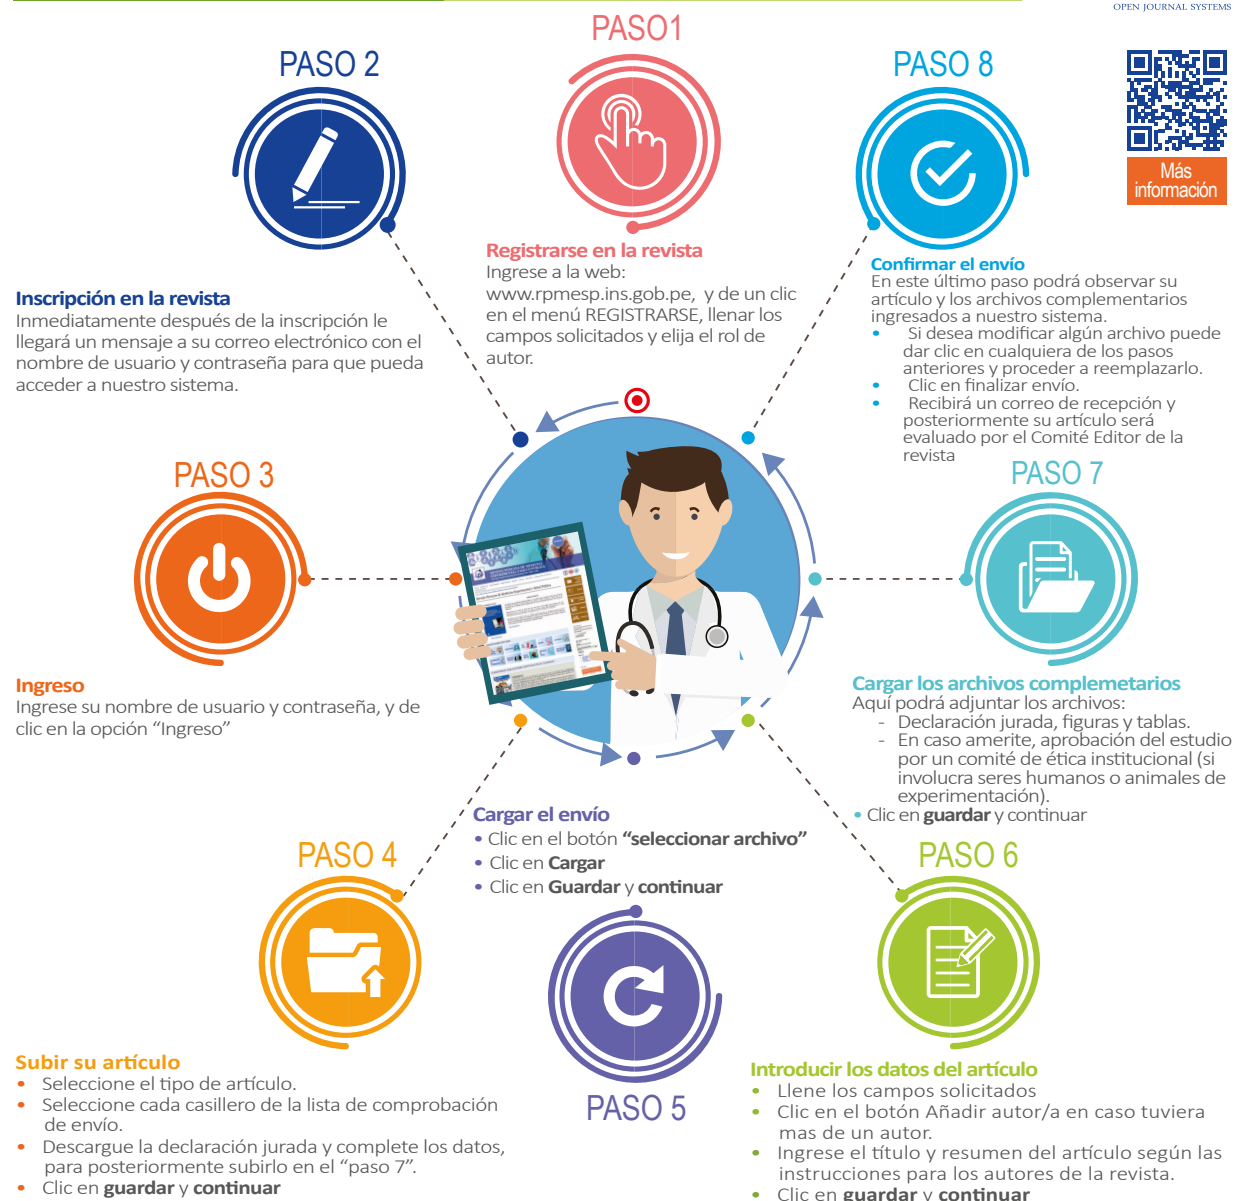 OPEN JOURNAL SYSTEMS
Más
información
PASO1
Registrarse en la revista
Ingrese a la web:
www.rpmesp.ins.gob.pe,  y de un clic
en el menú REGISTRARSE, llenar los
campos solicitados y elija el rol de
autor.
PASO 2
Inscripción en la revista
Inmediatamente después de la inscripción le
llegará un mensaje a su correo electrónico con el
nombre de usuario y contraseña para que pueda
acceder a nuestro sistema.
PASO 3
Ingreso
Ingrese su nombre de usuario y contraseña, y de
clic en la opción “Ingreso”
PASO 4
Subir su artículo
• Seleccione el tipo de artículo.
• Seleccione cada casillero de la lista de comprobación
de envío.
• Descargue la declaración jurada y complete los datos,
para posteriormente subirlo en el “paso 7”.
• Clic en guardar y continuar
Cargar el envío
• Clic en el botón “seleccionar archivo”
• Clic en Cargar
• Clic en Guardar y continuar
PASO 5
PASO 6
Introducir los datos del artículo
• Llene los campos solicitados
• Clic en el botón Añadir autor/a en caso tuviera
mas de un autor.
• Ingrese el título y resumen del artículo según las
instrucciones para los autores de la revista.
• Clic en guardar y continuar
PASO 7
Cargar los archivos complemetarios
Aquí podrá adjuntar los archivos:
- Declaración jurada, figuras y tablas.
- En caso amerite, aprobación del estudio
por un comité de ética institucional (si
involucra seres humanos o animales de
experimentación).
• Clic en guardar y continuar
PASO 8
Confirmar el envío
En este último paso podrá observar su
artículo y los archivos complementarios
ingresados a nuestro sistema.
• Si desea modificar algún archivo puede
dar clic en cualquiera de los pasos
anteriores y proceder a reemplazarlo.
• Clic en finalizar envío.
• Recibirá un correo de recepción y
posteriormente su artículo será
evaluado por el Comité Editor de la
revista